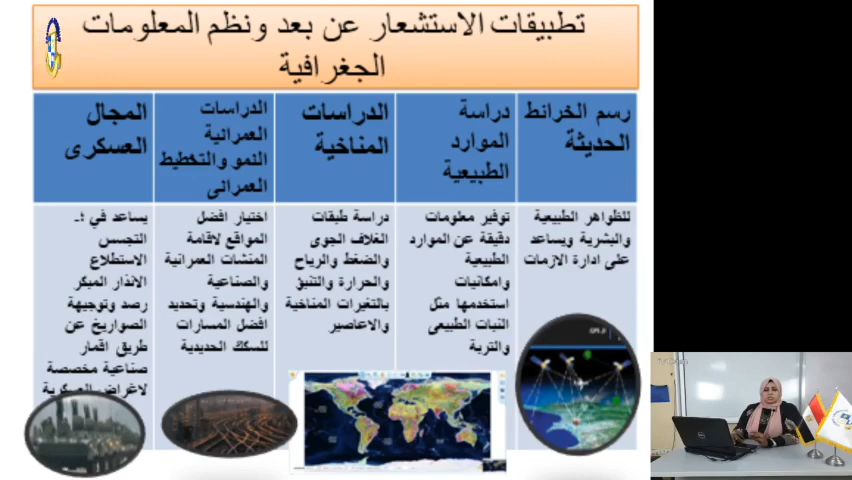 تطبيقات الاستشعار عن بعد ونظم المعلومات
الجغرافية
رسم الخرائط
الحديثة
دراسة
الموارد
الطبيعية
الدراسات
المناخية
الدراسات
العمرانية
النمو والتخطيط
العمرانى
المجال
العسكرى
للظواهر الطبيعية
والبشرية ويساعد
على ادارة الازمات
توفير معلومات
دقيقة عن الموارد
الطبيعية
وامكانيات
استخدمها مثل
النبات الطبيعى
والتربة
دراسة طبقات
الغلاف الجوى
والضغط والرياح
والحرارة والتنبؤ
بالتغيرات المناخية
والاعاصير
اختيار افضل
المواقع لاقامة
المنشات العمرانية
والصناعية
والهندسية وتحديد
افضل المسارات
للسكك الحديدية
يساعد في :ـ
التجسس
الاستطلاع
الانذار المبكر
رصد وتوجيهة
الصواريخ عن
طريق اقمار
صناعية مخصصة
لاغراض العسكرية